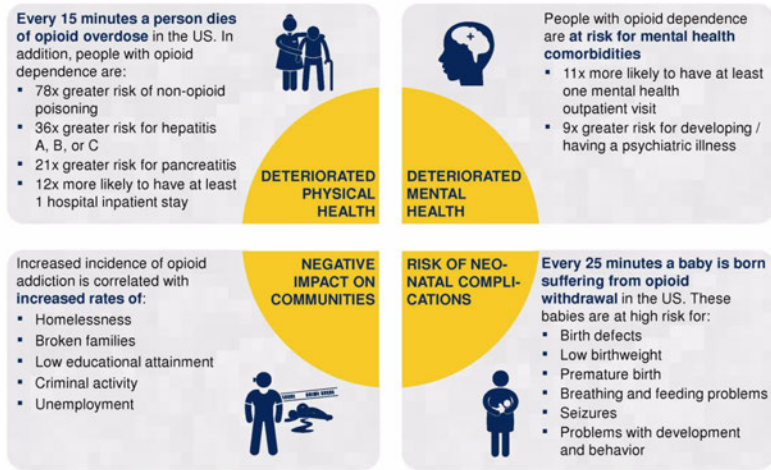 Every 15 minutes a person dies
of opioid overdose in the US. In
addition, people with opioid
dependence are:
▪ 78x greater risk of non-opioid
poisoning
▪ 36x greater risk for hepatitis
A, B, or C
▪ 21x greater risk for pancreatitis
▪ 12x more likely to have at least
1 hospital inpatient stay
DETERIORATED
PHYSICAL
HEALTH
People with opioid dependence
are at risk for mental health
comorbidities
▪ 11x more likely to have at least
one mental health
outpatient visit
▪ 9x greater risk for developing /
having a psychiatric illness
DETERIORATED
MENTAL
HEALTH
Increased incidence of opioid
addiction is correlated with
increased rates of:
▪ Homelessness
▪ Broken families
▪ Low educational attainment
▪ Criminal activity
▪ Unemployment
NEGATIVE
IMPACT ON
COMMUNITIES
RISK OF NEO-
NATAL COMPLI-
CATIONS
Every 25 minutes a baby is born
suffering from opioid
withdrawal in the US. These
babies are at high risk for:
▪ Birth defects
▪ Low birthweight
▪ Premature birth
▪ Breathing and feeding problems
▪ Seizures
▪ Problems with development
and behavior